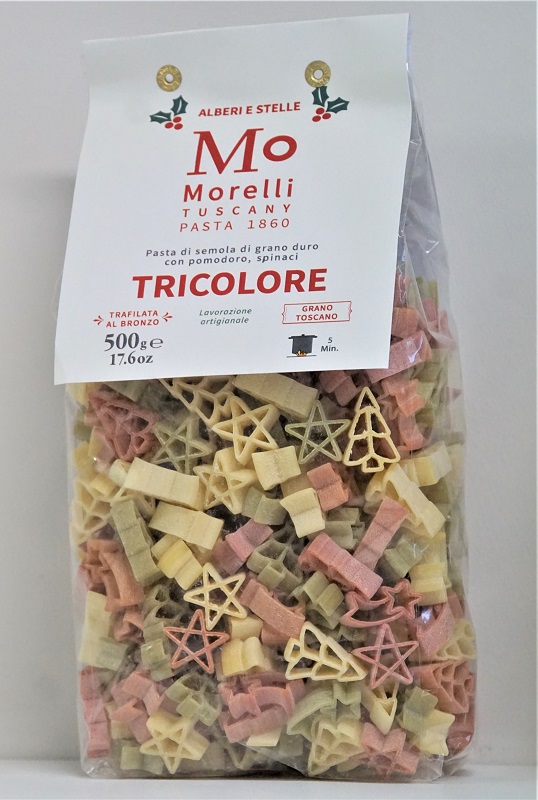 ALBERI E STELLE
Mo
Morelli
TUSCANY
PASTA 1860
Pasta di semola di grano duro
con pomodoro, spinaci
TRICOLORE
TRAFILATA
AL BRONZO
Lavorazione
artigianale
GRANO
TOSCANO
500g℮
17.6oz
5
Min.